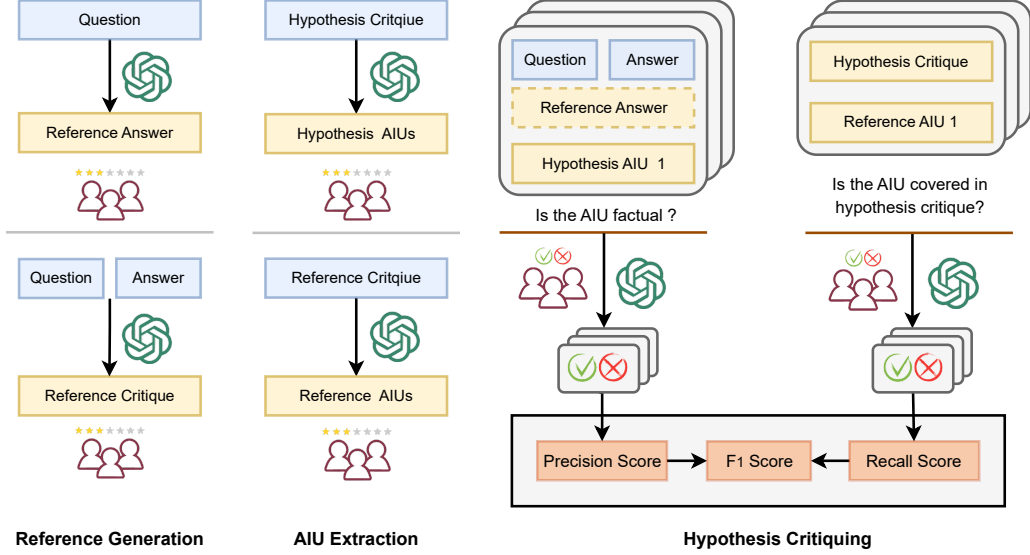 Question
Reference Answer
Question
Answer
Reference Critique
Reference Generation
Hypothesis Critqiue
Hypothesis AIUs
Reference Critqiue
Reference AIUs
AIU Extraction
Question
Answer
Reference Answer
Hypothesis AIU 1
Is the AIU factual ?
Hypothesis Critique
Reference AIU 1
Is the AIU covered in
hypothesis critique?
Precision Score
F1 Score
Recall Score
Hypothesis Critiquing